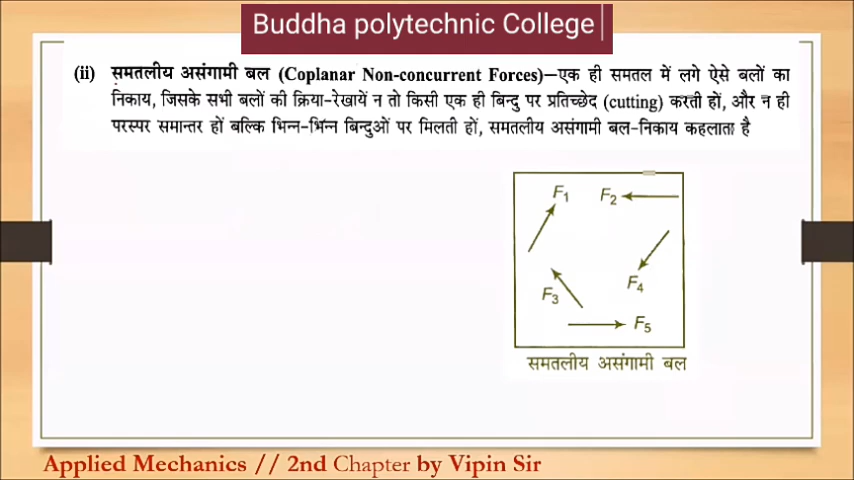 Buddha polytechnic College
(ii) समतलीय असंगामी बल (Coplanar Non-concurrent Forces)—एक ही समतल में लगे ऐसे बलों का
निकाय, जिसके सभी बलों की क्रिया-रेखायें न तो किसी एक ही बिन्दु पर प्रतिच्छेद (cutting) करती हों, और न ही
परस्पर समान्तर हों बल्कि भिन्न-भिन्न बिन्दुओं पर मिलती हों, समतलीय असंगामी बल-निकाय कहलाता है
F1 F2
F4
F3
F5
समतलीय असंगामी बल
Applied Mechanics // 2nd Chapter by Vipin Sir